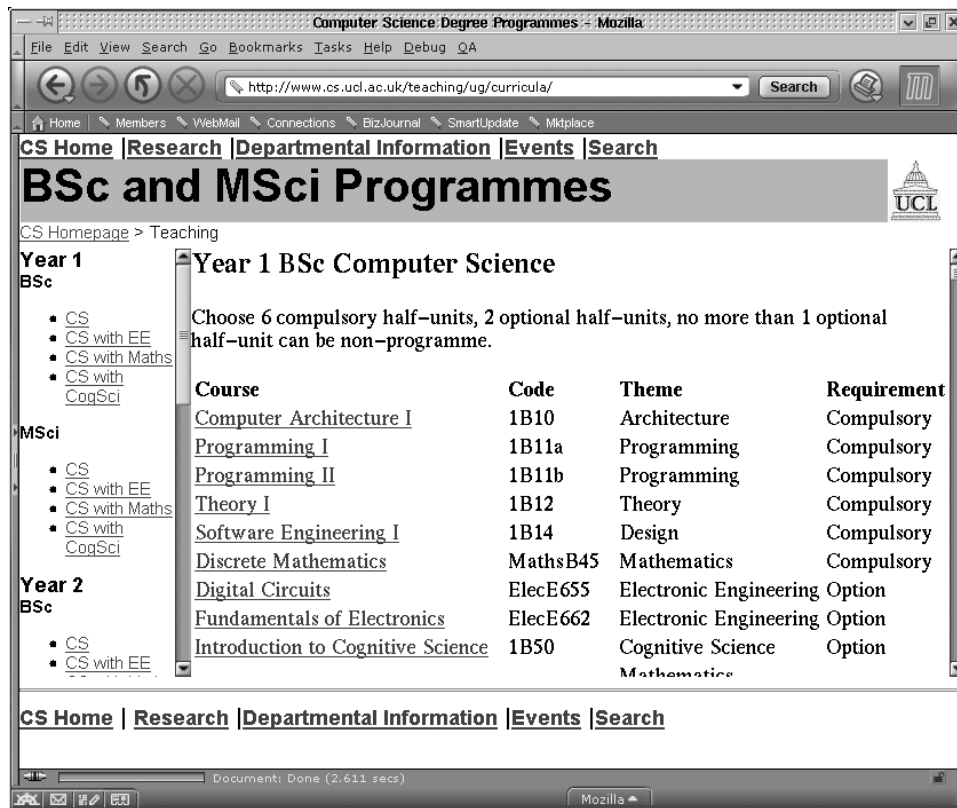 Computer Science Degree Programmes - Mozilla
File Edit View Search Go Bookmarks Tasks Help Debug QA
http://www.cs.ucl.ac.uk/teaching/ug/curricula/ Search
Home Members WebMail Connections BizJournal SmartUpdate Mktplace
CS Home |Research |Departmental Information |Events |Search
BSc and MSci Programmes
UCL
CS Homepage > Teaching
Year 1
BSc
• CS
• CS with EE
• CS with Maths
• CS with
CogSci
MSci
• CS
• CS with EE
• CS with Maths
• CS with
CogSci
Year 2
BSc
• CS
• CS with EE
Year 1 BSc Computer Science
Choose 6 compulsory half-units, 2 optional half-units, no more than 1 optional
half-unit can be non-programme.
Course Code Theme Requirement
Computer Architecture I 1B10 Architecture Compulsory
Programming I 1B11a Programming Compulsory
Programming II 1B11b Programming Compulsory
Theory I 1B12 Theory Compulsory
Software Engineering I 1B14 Design Compulsory
Discrete Mathematics MathsB45 Mathematics Compulsory
Digital Circuits ElecE655 Electronic Engineering Option
Fundamentals of Electronics ElecE662 Electronic Engineering Option
Introduction to Cognitive Science 1B50 Cognitive Science Option
Mathematics
CS Home | Research |Departmental Information |Events |Search
Document: Done (2.611 secs)
Mozilla